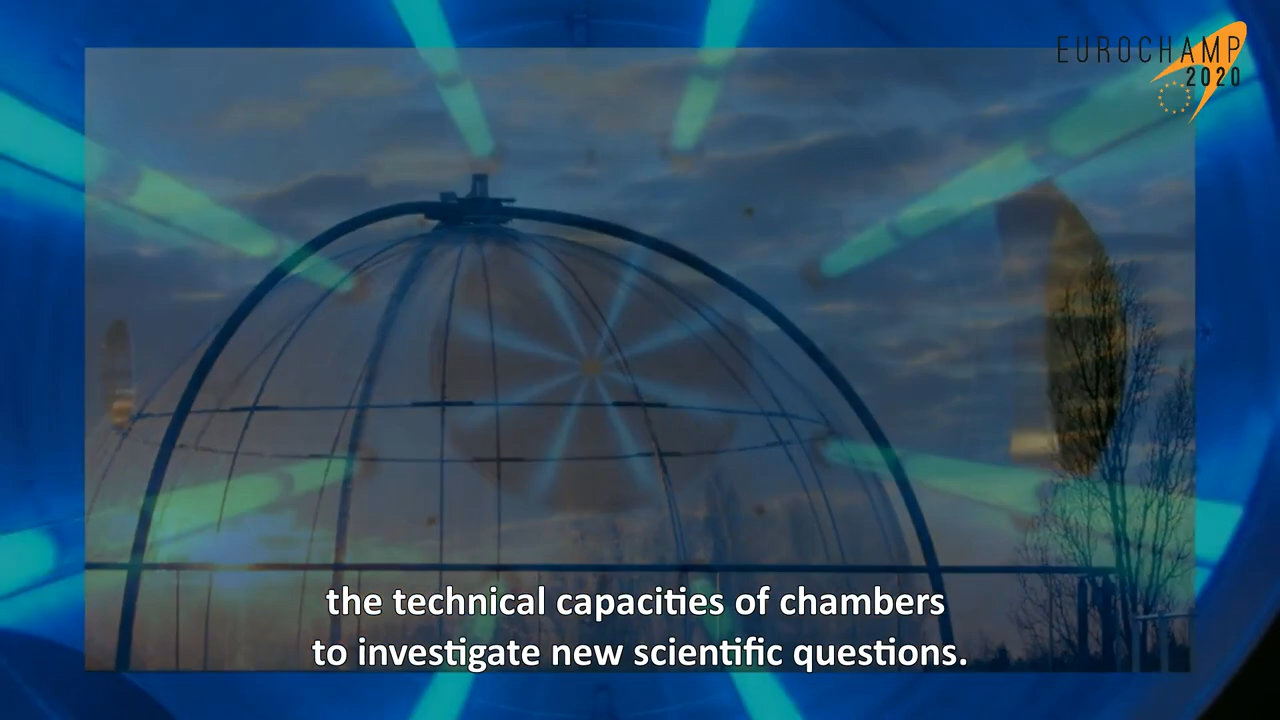 EUROCHAMP
2020
the technical capacities of chambers
to investigate new scientific questions.